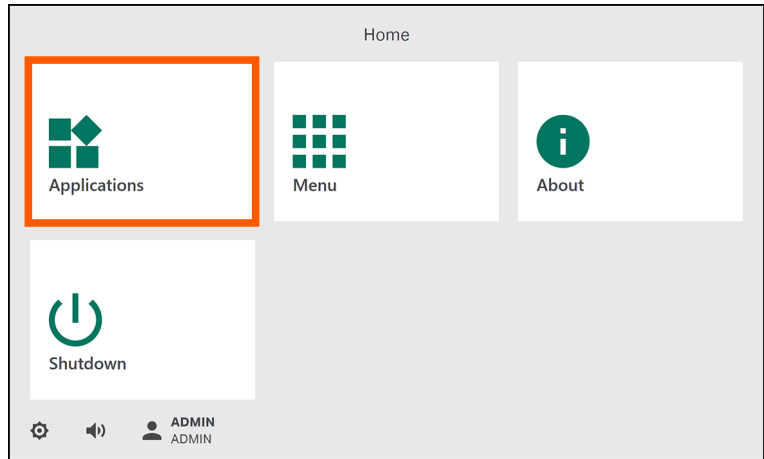 Home
Applications
Menu
About
Shutdown
ADMIN
ADMIN